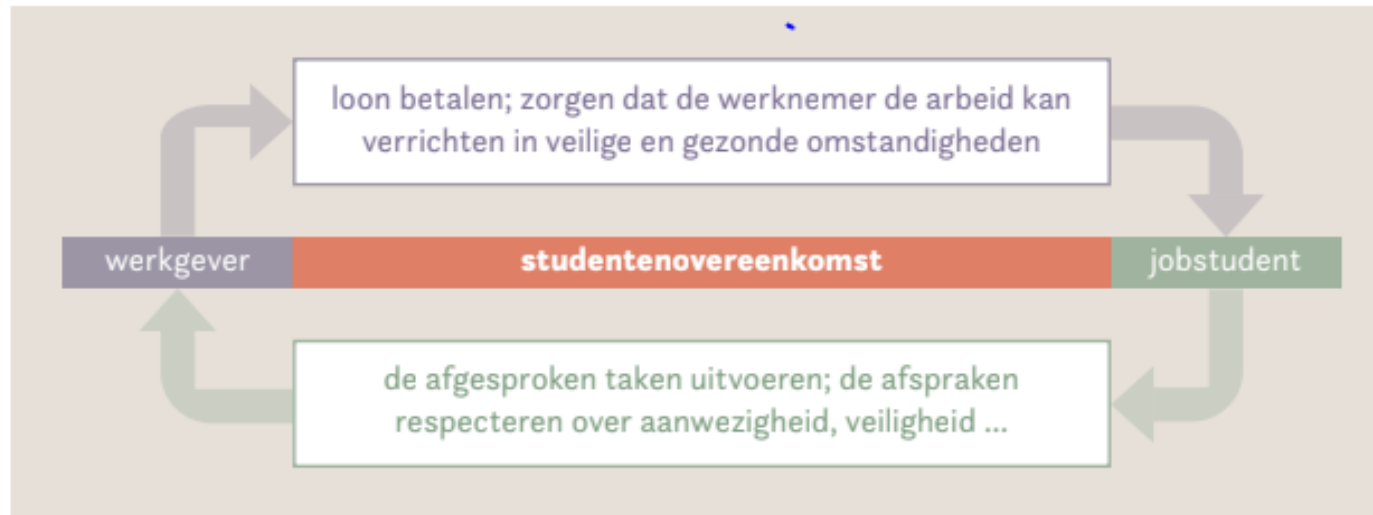 loon betalen; zorgen dat de werknemer de arbeid kan
verrichten in veilige en gezonde omstandigheden
werkgever
studentenovereenkomst
jobstudent
de afgesproken taken uitvoeren; de afspraken
respecteren over aanwezigheid, veiligheid ...